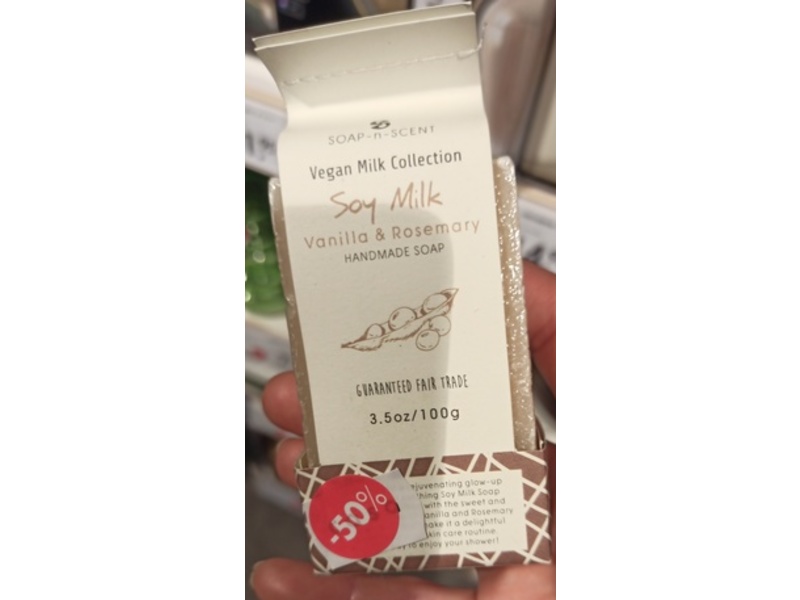 SOAP-n-SCENT
Vegan Milk Collection
Soy Milk
Vanilla & Rosemary
HANDMADE SOAP
GUARANTEED FAIR TRADE
3.5oz/100g
rejuvenating glow-up
Soy Milk Soap
with the sweet and
Vanilla and Rosemary
make it a delightful
skin care routine.
to enjoy your shower!
-50%